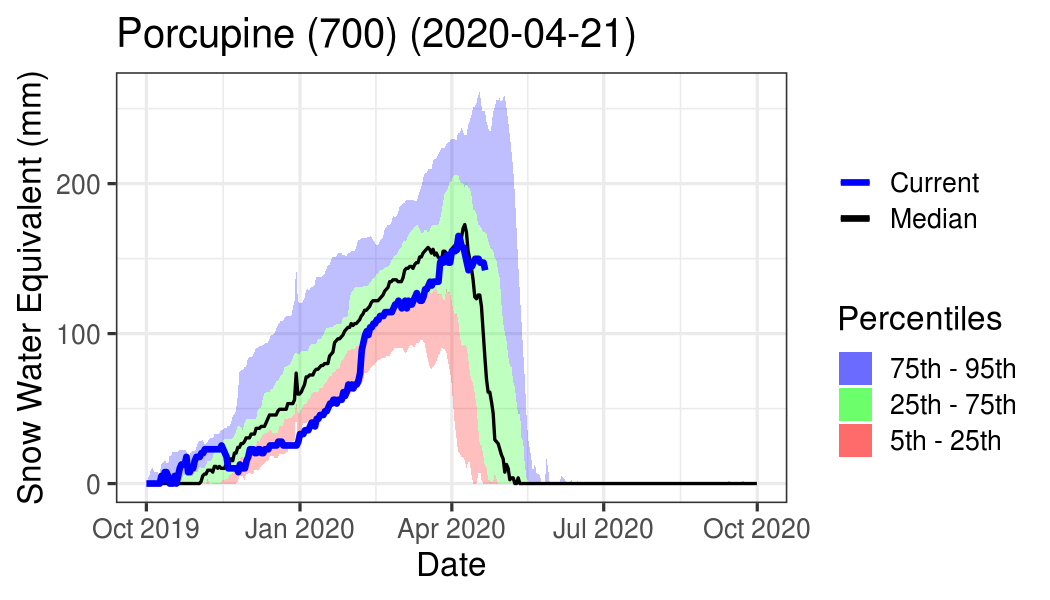 Porcupine (700) (2020-04-21)
Snow Water Equivalent (mm)
200
100
0
Oct 2019
Jan 2020
Apr 2020
Jul 2020
Oct 2020
Date
Current
Median
Percentiles
75th - 95th
25th - 75th
5th - 25th